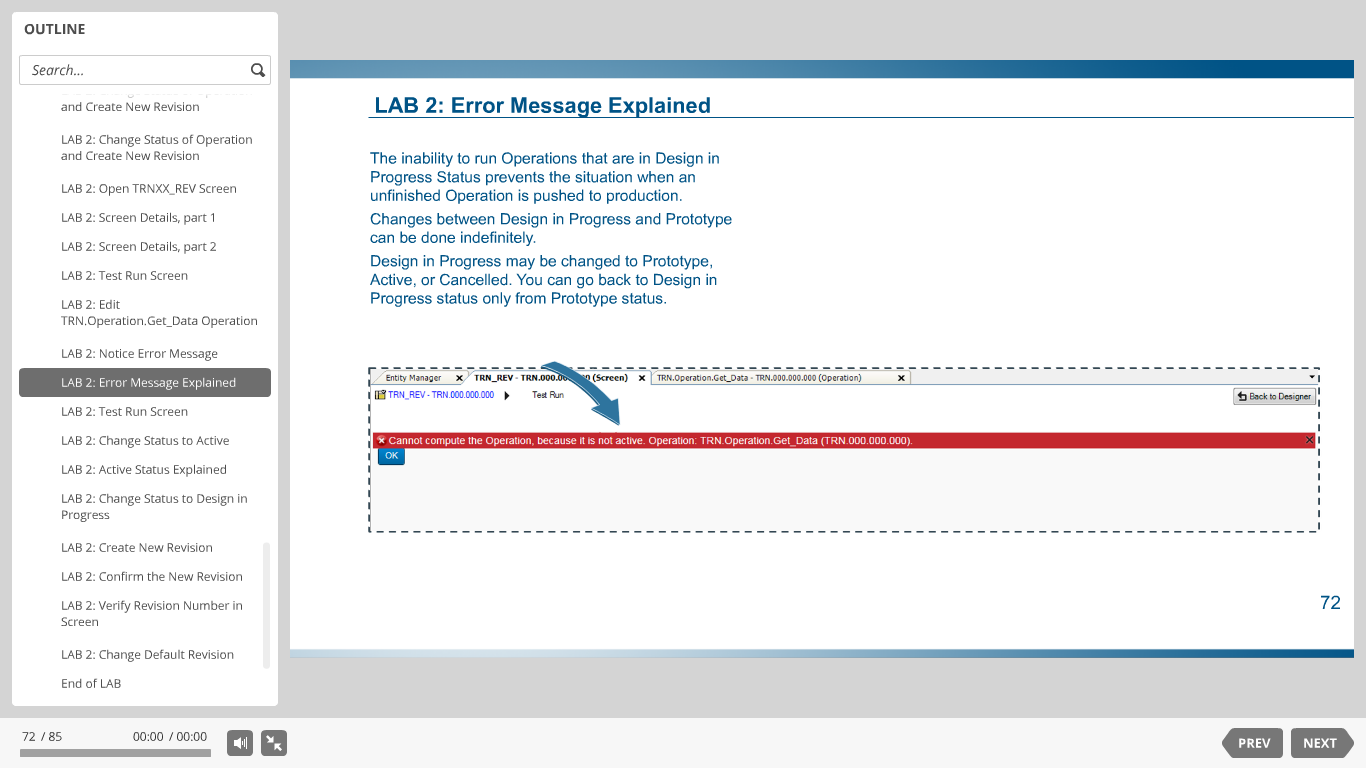 OUTLINE
Search...
and Create New Revision
LAB 2: Change Status of Operation
and Create New Revision
LAB 2: Open TRNXX_REV Screen
LAB 2: Screen Details, part 1
LAB 2: Screen Details, part 2
LAB 2: Test Run Screen
LAB 2: Edit
TRN.Operation.Get_Data Operation
LAB 2: Notice Error Message
LAB 2: Error Message Explained
LAB 2: Test Run Screen
LAB 2: Change Status to Active
LAB 2: Active Status Explained
LAB 2: Change Status to Design in
Progress
LAB 2: Create New Revision
LAB 2: Confirm the New Revision
LAB 2: Verify Revision Number in
Screen
LAB 2: Change Default Revision
End of LAB
LAB 2: Error Message Explained
The inability to run Operations that are in Design in
Progress Status prevents the situation when an
unfinished Operation is pushed to production.
Changes between Design in Progress and Prototype
can be done indefinitely.
Design in Progress may be changed to Prototype,
Active, or Cancelled. You can go back to Design in
Progress status only from Prototype status.
Entity Manager
TRN_REV - TRN.000. (Screen)
TRN.Operation.Get_Data - TRN.000.000.000 (Operation)
TRN_REV - TRN.000.000.000
Test Run
Back to Designer
Cannot compute the Operation, because it is not active. Operation: TRN.Operation.Get_Data (TRN.000.000.000).
OK
72
72 / 85
00:00 / 00:00
PREV
NEXT